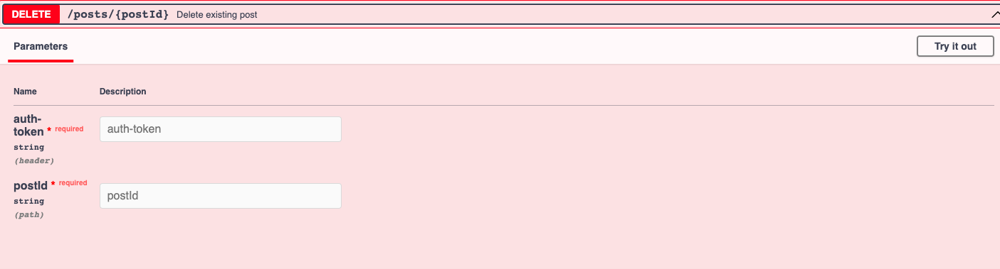 DELETE /posts/{postId} Delete existing post
Parameters
Try it out
Name Description
auth-
token * required
auth-token
string
(header)
postId * required
postId
string
(path)